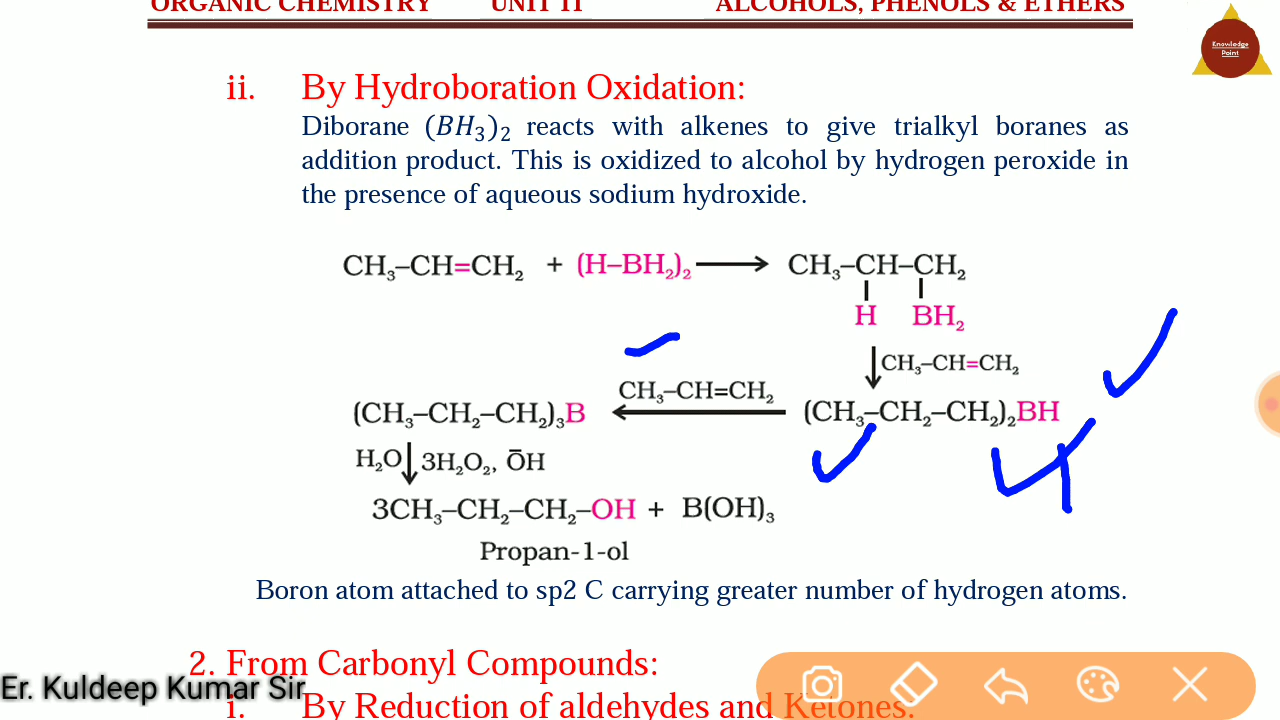 ORGANIC CHEMISTRY UNIT 11 ALCOHOLS, PHENOLS & ETHERS
Knowledge
Point
ii. By Hydroboration Oxidation:
Diborane (BH₃)₂ reacts with alkenes to give trialkyl boranes as
addition product. This is oxidized to alcohol by hydrogen peroxide in
the presence of aqueous sodium hydroxide.
CH₃–CH=CH₂ + (H–BH₂)₂ ⟶ CH₃–CH–CH₂
H BH₂
↓ CH₃–CH=CH₂
CH₃–CH=CH₂
(CH₃–CH₂–CH₂)₃B ⟵ (CH₃–CH₂–CH₂)₂BH
H₂O ↓ 3H₂O₂, ŌH
3CH₃–CH₂–CH₂–OH + B(OH)₃
Propan-1-ol
Boron atom attached to sp2 C carrying greater number of hydrogen atoms.
2. From Carbonyl Compounds:
Er. Kuldeep Kumar Sir
i. By Reduction of aldehydes and Ketones: